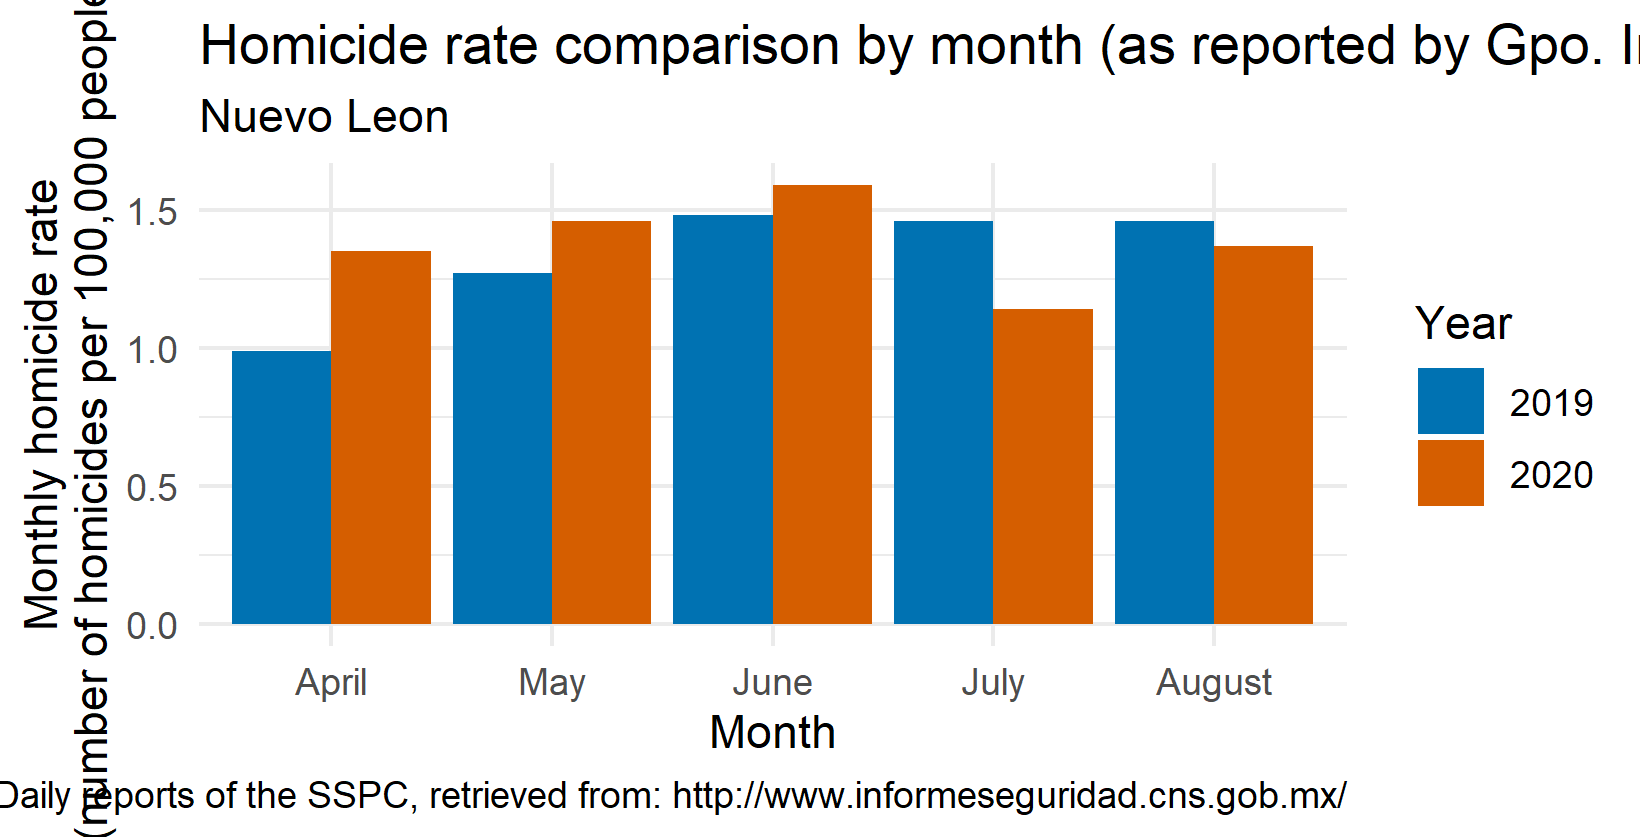 Homicide rate comparison by month (as reported by Gpo. In
Nuevo Leon
Monthly homicide rate
(number of homicides per 100,000 people
1.5
1.0
0.5
0.0
April
May
June
July
August
Month
Year
2019
2020
Daily reports of the SSPC, retrieved from: http://www.informeseguridad.cns.gob.mx/